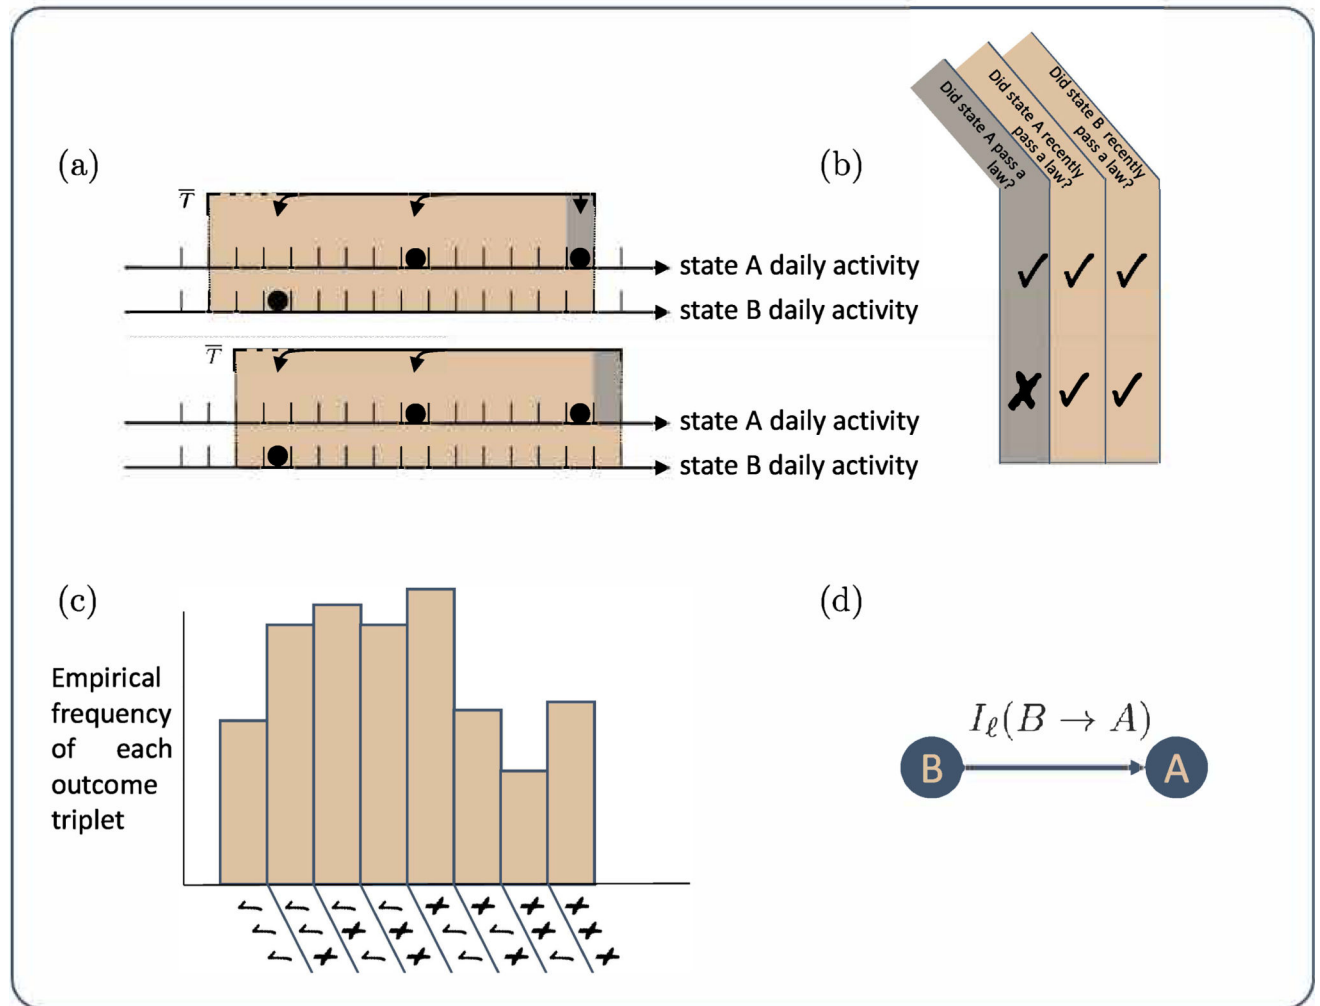 (a)
τ̅
state A daily activity
state B daily activity
τ̅
state A daily activity
state B daily activity
(b)
Did state A pass a
law?
Did state A recently
pass a law?
Did state B recently
pass a law?
✓ ✓ ✓
✗ ✓ ✓
(c)
Empirical
frequency
of each
outcome
triplet
✓ ✓ ✓ ✓ ✗ ✗ ✗ ✗
✓ ✓ ✗ ✗ ✓ ✓ ✗ ✗
✓ ✗ ✓ ✗ ✓ ✗ ✓ ✗
(d)
I_ℓ(B → A)
B
A